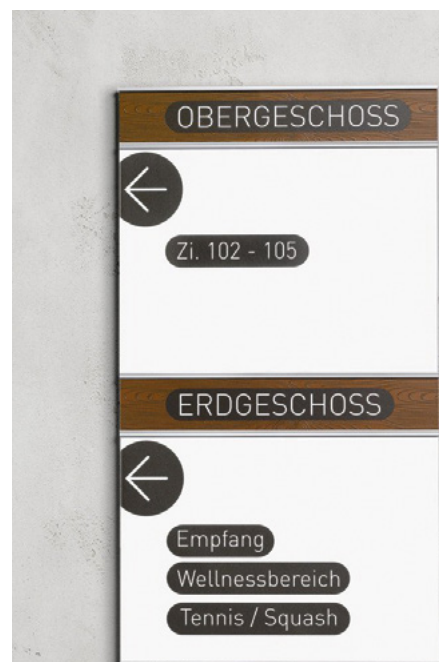 OBERGESCHOSS
Zi. 102 - 105
ERDGESCHOSS
Empfang
Wellnessbereich
Tennis / Squash